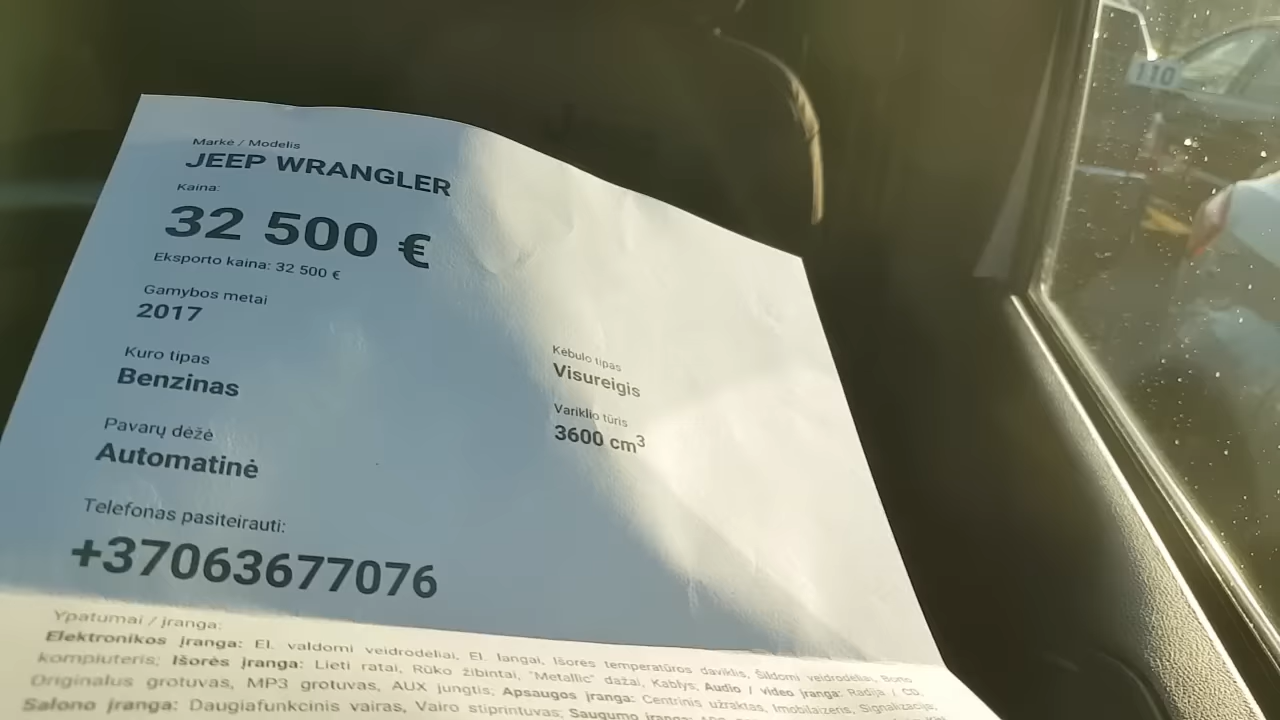 Markė / Modelis
JEEP WRANGLER
Kaina:
32 500 €
Eksporto kaina: 32 500 €
Gamybos metai
2017
Kuro tipas
Benzinas
Kėbulo tipas
Visureigis
Pavarų dėžė
Automatinė
Variklio tūris
3600 cm³
Telefonas pasiteirauti:
+37063677076
Ypatumai / įranga:
Elektronikos įranga: El. valdomi veidrodėliai, El. langai, Išorės temperatūros daviklis, Šildomi veidrodėliai, Borto
kompiuteris; Išorės įranga: Lieti ratai, Rūko žibintai, "Metallic" dažai, Kablys; Audio / video įranga: Radija / CD,
Originalus grotuvas, MP3 grotuvas, AUX jungtis; Apsaugos įranga: Centrinis užraktas, Imobilaizeris, Signalizacija;
Salono įranga: Daugiafunkcinis vairas, Vairo stiprintuvas; Saugumo įranga:
110